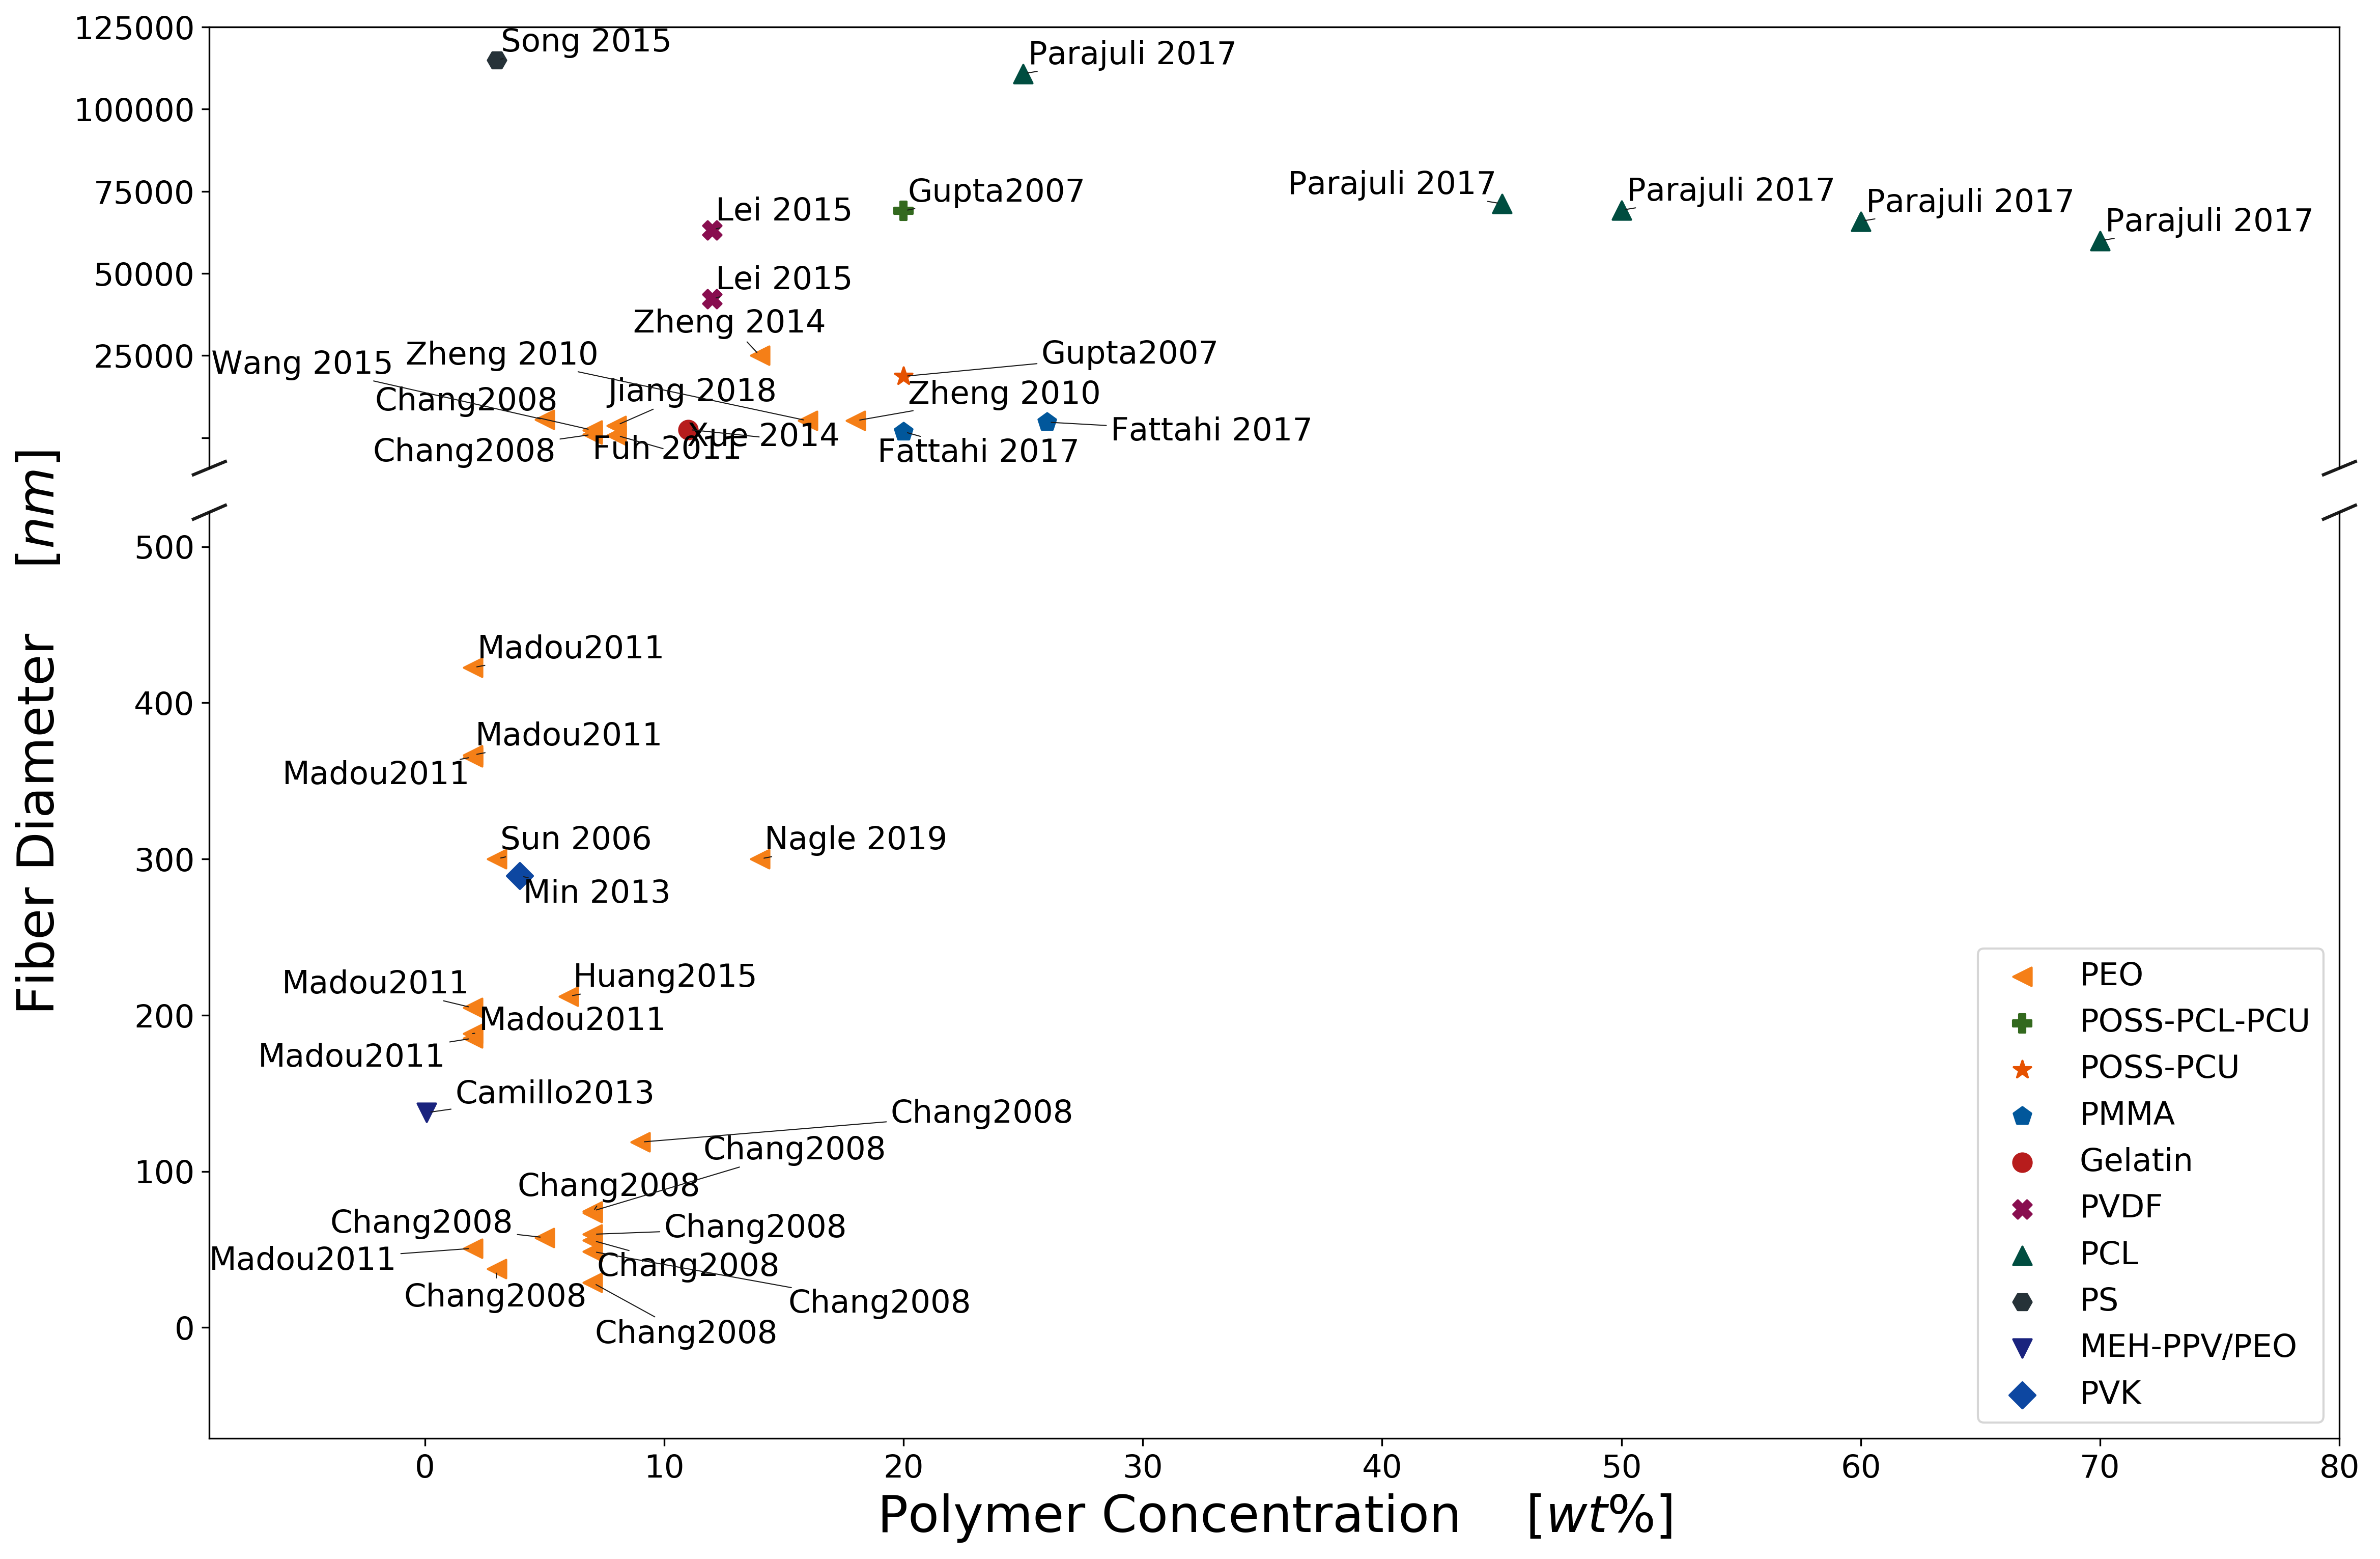 125000
Song 2015
Parajuli 2017
100000
75000
Gupta2007
Parajuli 2017
Parajuli 2017
Parajuli 2017
Parajuli 2017
Lei 2015
50000
Lei 2015
Zheng 2014
25000
Wang 2015
Zheng 2010
Gupta2007
Chang2008
Jiang 2018
Zheng 2010
Chang2008
Fuh 2011
Xue 2014
Fattahi 2017
Fattahi 2017
Fiber Diameter [nm]
500
Madou2011
400
Madou2011
Madou2011
Sun 2006
Nagle 2019
300
Min 2013
Madou2011
Huang2015
200
Madou2011
Madou2011
Camillo2013
Chang2008
Chang2008
100
Chang2008
Chang2008
Chang2008
Madou2011
Chang2008
Chang2008
Chang2008
0
Chang2008
PEO
POSS-PCL-PCU
POSS-PCU
PMMA
Gelatin
PVDF
PCL
PS
MEH-PPV/PEO
PVK
0 10 20 30 40 50 60 70 80
Polymer Concentration [wt%]